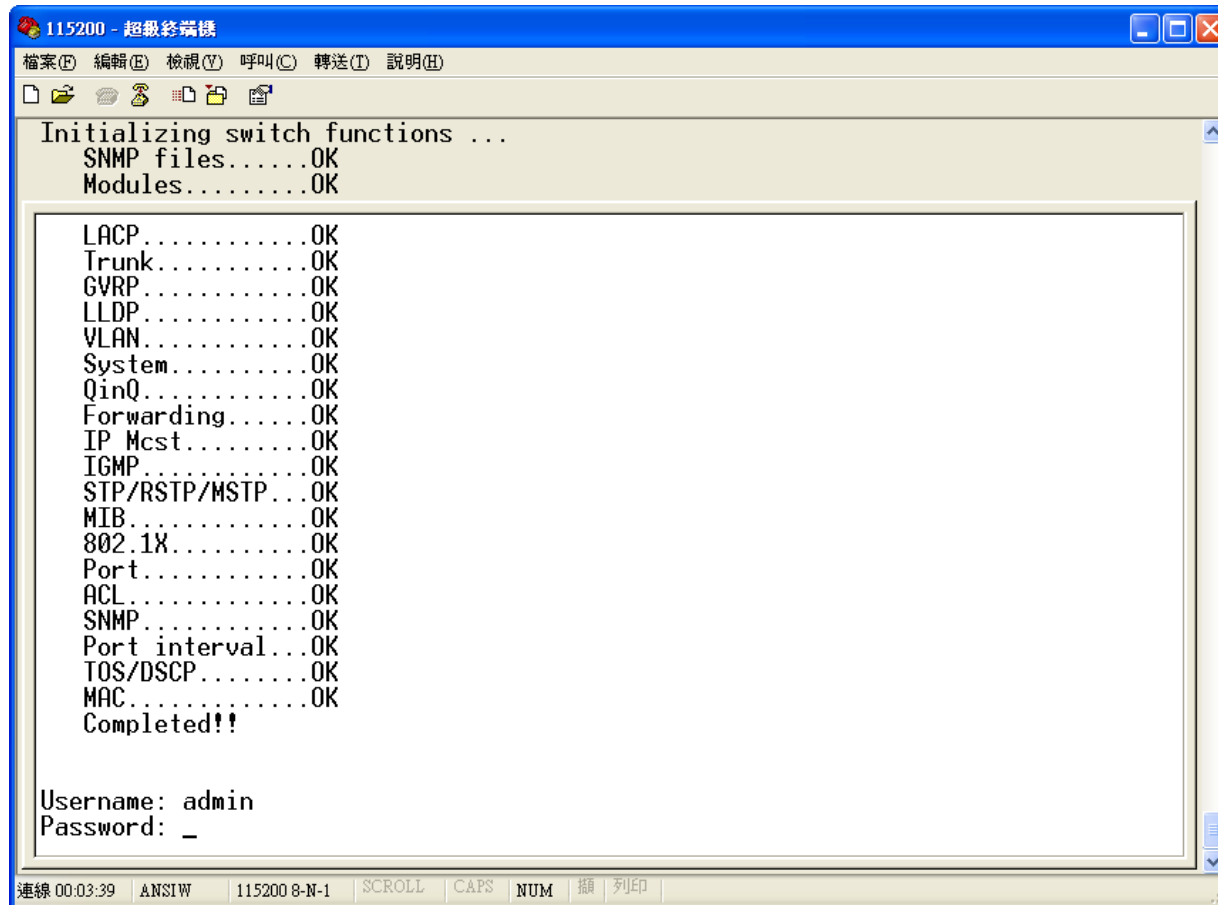 115200 - 超級終端機
檔案(F) 編輯(E) 檢視(V) 呼叫(C) 轉送(T) 說明(H)
Initializing switch functions ...
SNMP files......OK
Modules.........OK
LACP............OK
Trunk...........OK
GVRP............OK
LLDP............OK
VLAN............OK
System..........OK
QinQ............OK
Forwarding......OK
IP Mcst.........OK
IGMP............OK
STP/RSTP/MSTP...OK
MIB.............OK
802.1X..........OK
Port............OK
ACL.............OK
SNMP............OK
Port interval...OK
TOS/DSCP........OK
MAC.............OK
Completed!!
Username: admin
Password: _
連線 00:03:39 ANSIW 115200 8-N-1 SCROLL CAPS NUM 擷 列印